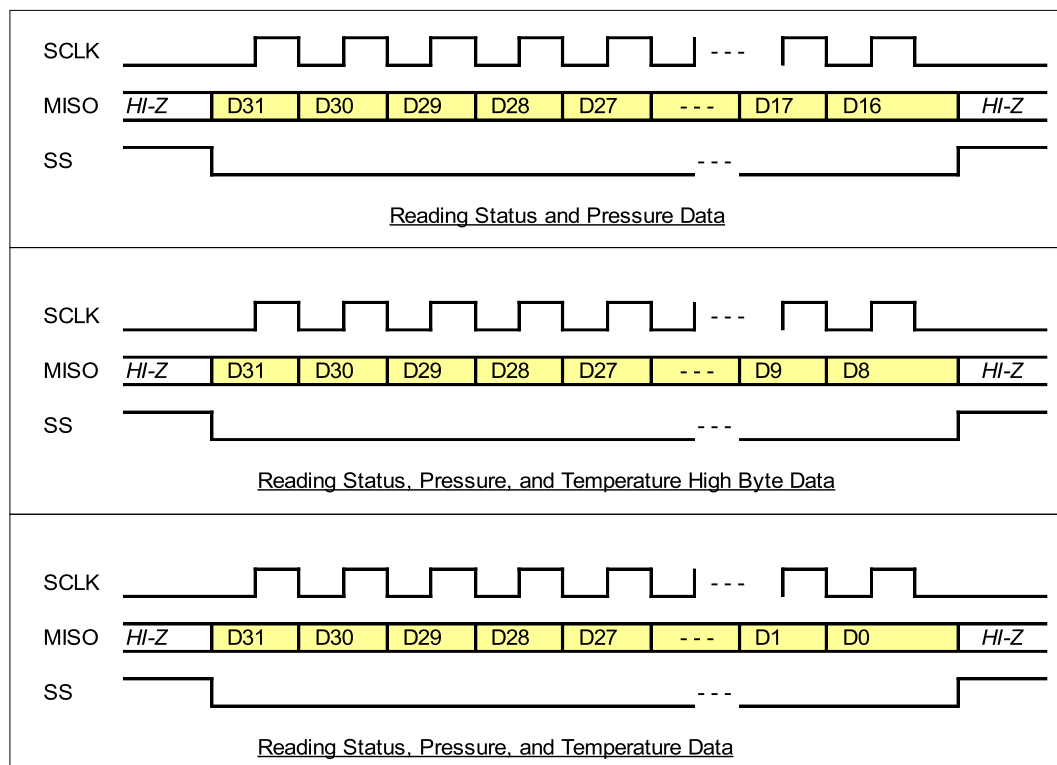 SCLK - - -
MISO HI-Z D31 D30 D29 D28 D27 - - - D17 D16 HI-Z
SS - - -
Reading Status and Pressure Data
SCLK - - -
MISO HI-Z D31 D30 D29 D28 D27 - - - D9 D8 HI-Z
SS - - -
Reading Status, Pressure, and Temperature High Byte Data
SCLK - - -
MISO HI-Z D31 D30 D29 D28 D27 - - - D1 D0 HI-Z
SS - - -
Reading Status, Pressure, and Temperature Data